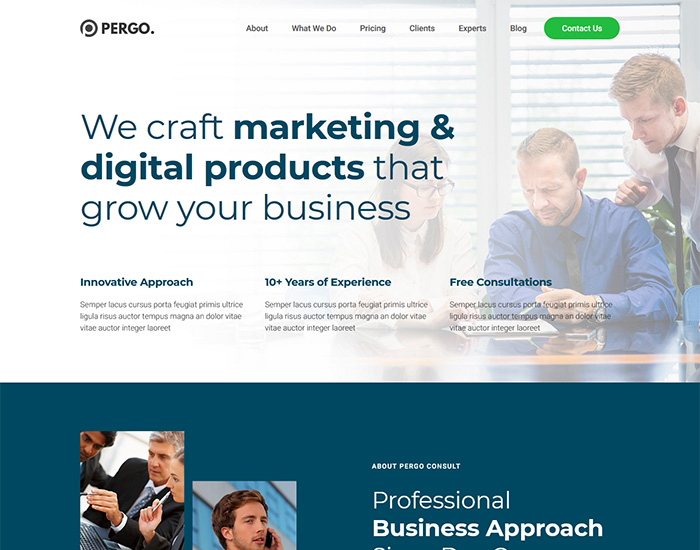 PERGO.
About
What We Do
Pricing
Clients
Experts
Blog
Contact Us
We craft marketing &
digital products that
grow your business
Innovative Approach
Semper lacus cursus porta feugiat primis ultrice
ligula risus auctor tempus magna an dolor vitae
vitae auctor integer laoreet
10+ Years of Experience
Semper lacus cursus porta feugiat primis ultrice
ligula risus auctor tempus magna an dolor vitae
vitae auctor integer laoreet
Free Consultations
Semper lacus cursus porta feugiat primis ultrice
ligula risus auctor tempus magna an dolor vitae
vitae auctor integer laoreet
ABOUT PERGO CONSULT
Professional
Business Approach